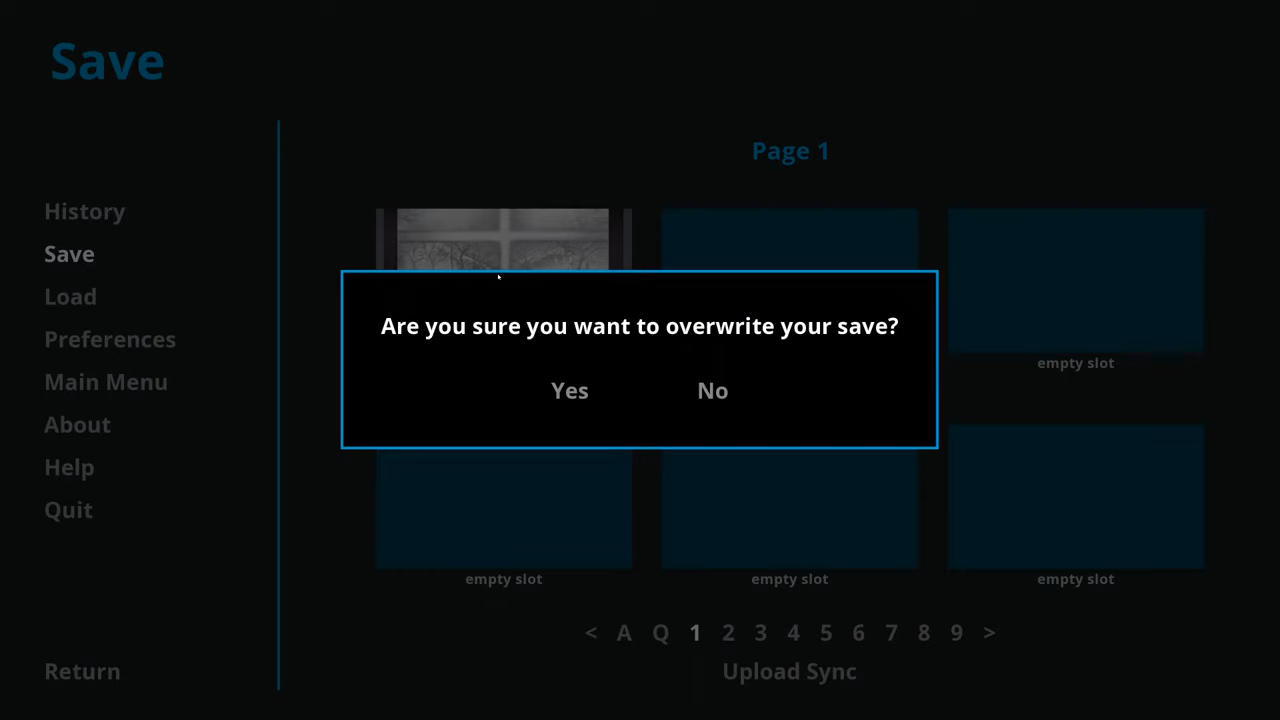 Save
Page 1
History
Save
Load
Preferences
Main Menu
About
Help
Quit
Are you sure you want to overwrite your save?
Yes No
empty slot
empty slot empty slot empty slot
< A Q 1 2 3 4 5 6 7 8 9 >
Return
Upload Sync